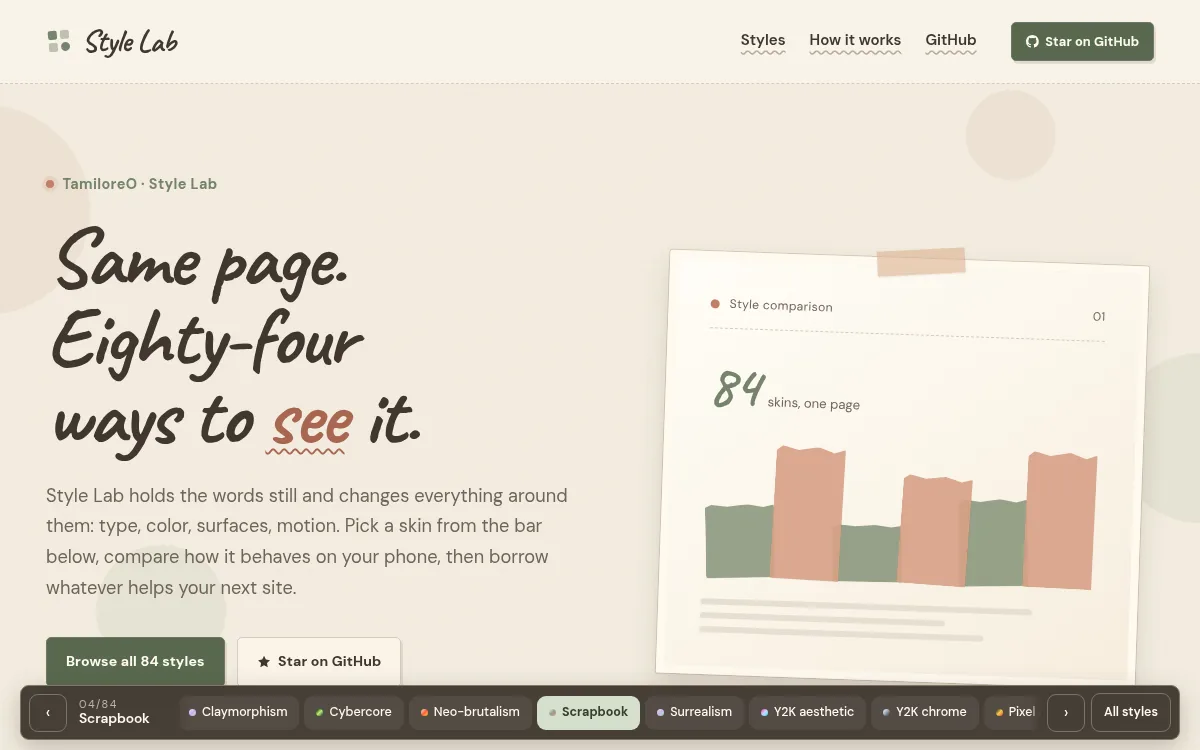 Style Lab
Styles
How it works
GitHub
Star on GitHub
TamiloreO · Style Lab
Same page.
Eighty-four
ways to see it.
Style Lab holds the words still and changes everything around
them: type, color, surfaces, motion. Pick a skin from the bar
below, compare how it behaves on your phone, then borrow
whatever helps your next site.
Browse all 84 styles
Star on GitHub
Style comparison
01
84 skins, one page
‹
04/84
Scrapbook
Claymorphism
Cybercore
Neo-brutalism
Scrapbook
Surrealism
Y2K aesthetic
Y2K chrome
Pixel
›
All styles